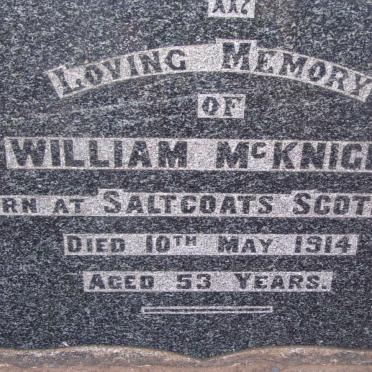 LOVING MEMORY
OF
WILLIAM McKNIG
RN AT SALTCOATS SCOT
DIED 10TH MAY 1914
AGED 53 YEARS.